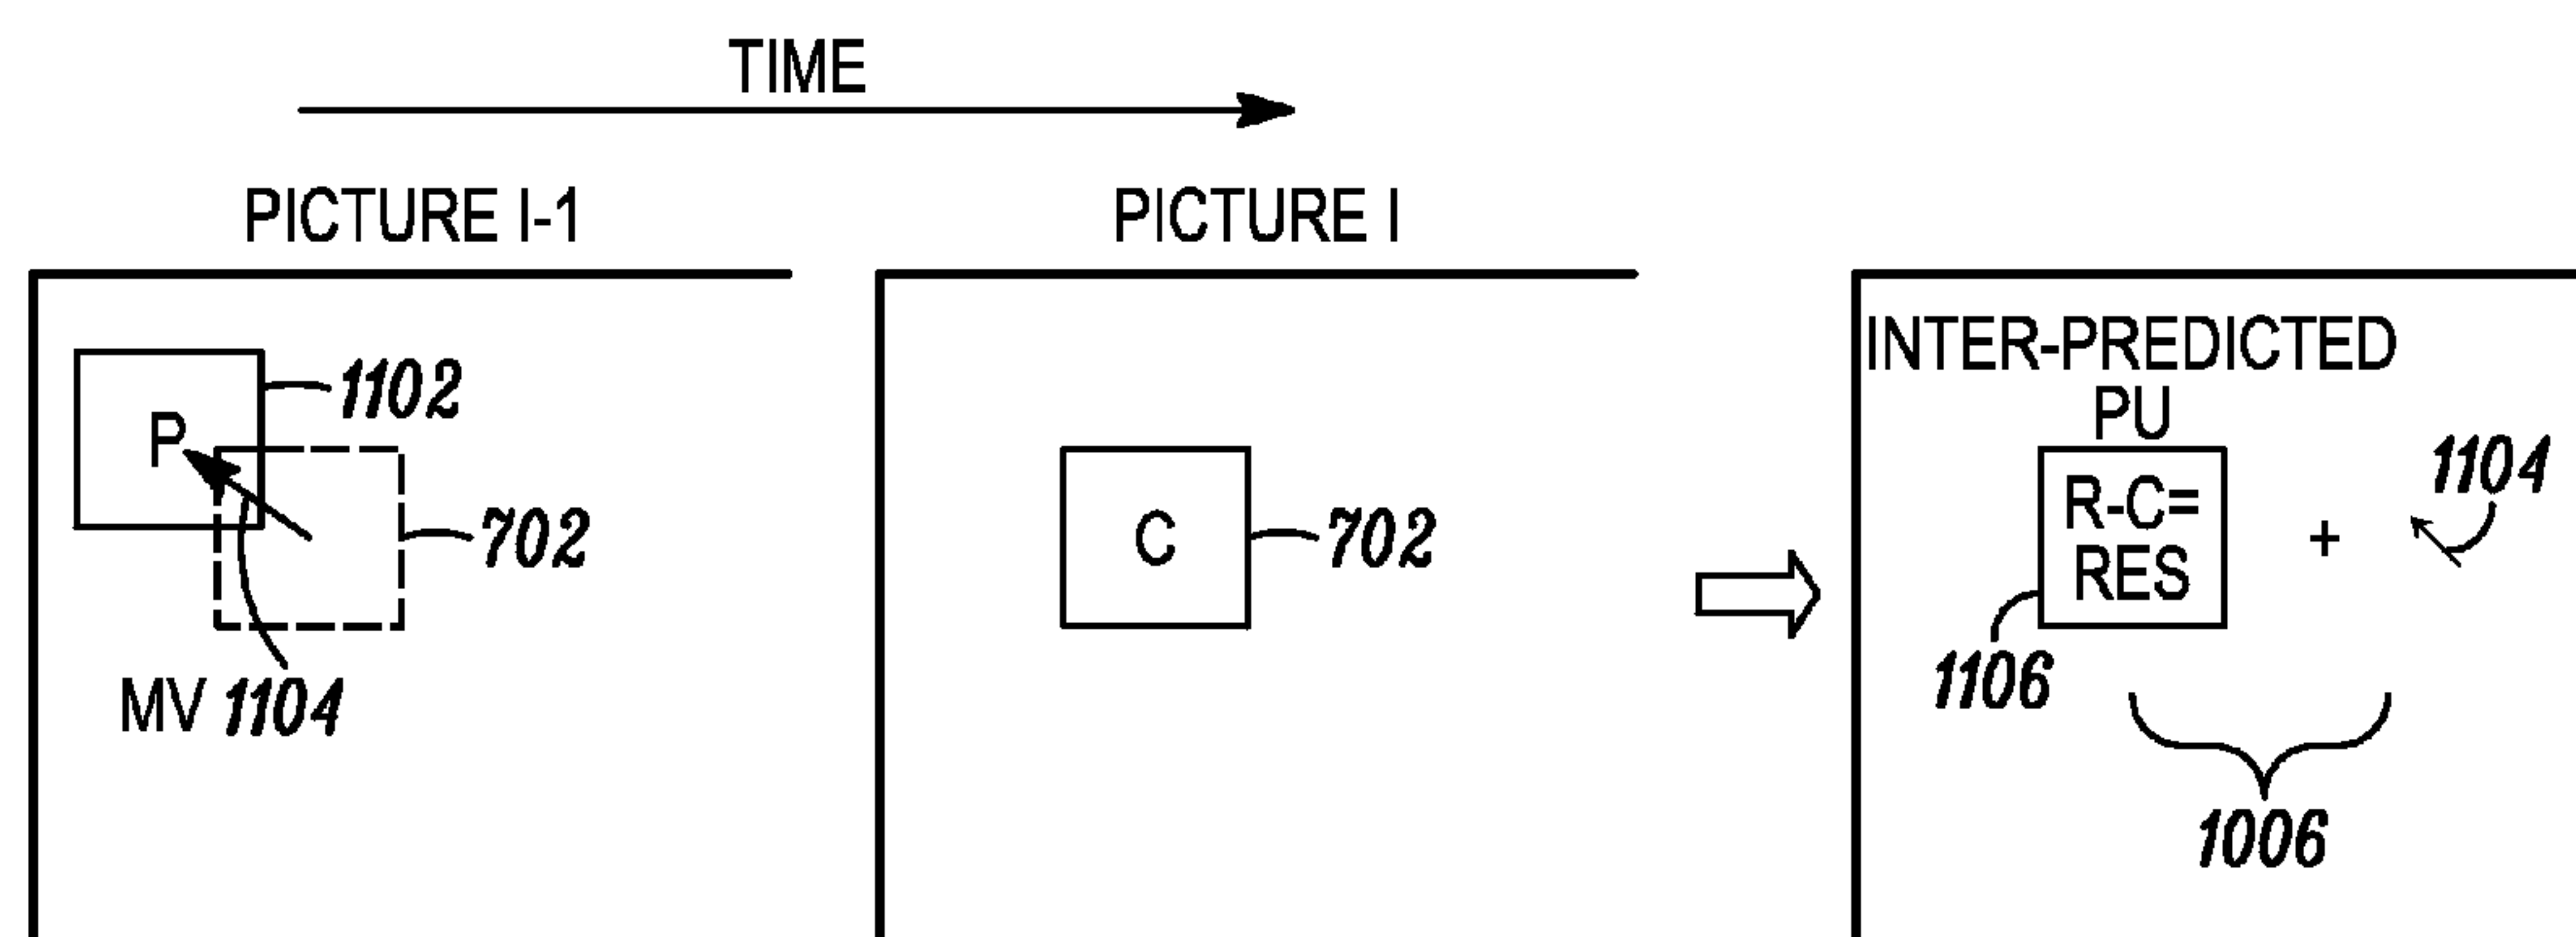 TIME
PICTURE I-1
PICTURE I
INTER-PREDICTED
PU
P
1102
702
MV 1104
C
702
R-C=
RES
+
1104
1106
1006